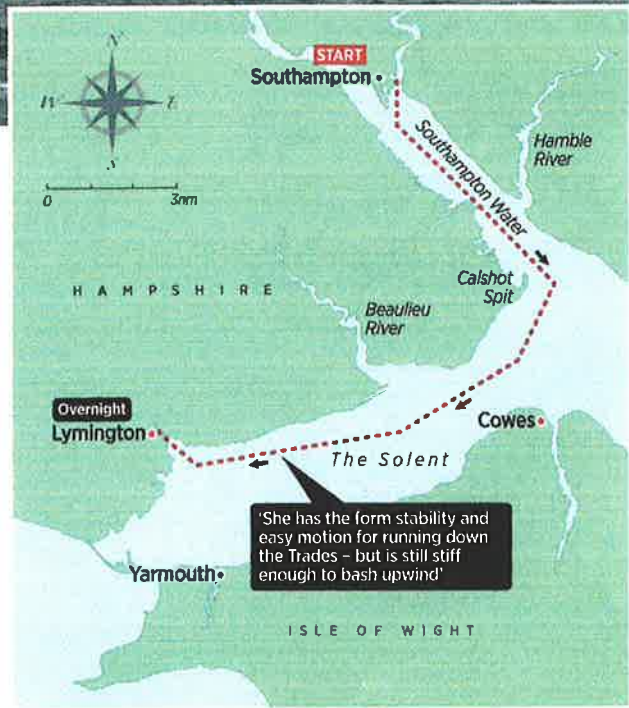 N
W
E
S
0
3nm
START
Southampton
Southampton Water
Hamble
River
HAMPSHIRE
Calshot
Spit
Beaulieu
River
Overnight
Lymington
Cowes
The Solent
'She has the form stability and
easy motion for running down
the Trades – but is still stiff
enough to bash upwind'
Yarmouth
ISLE OF WIGHT